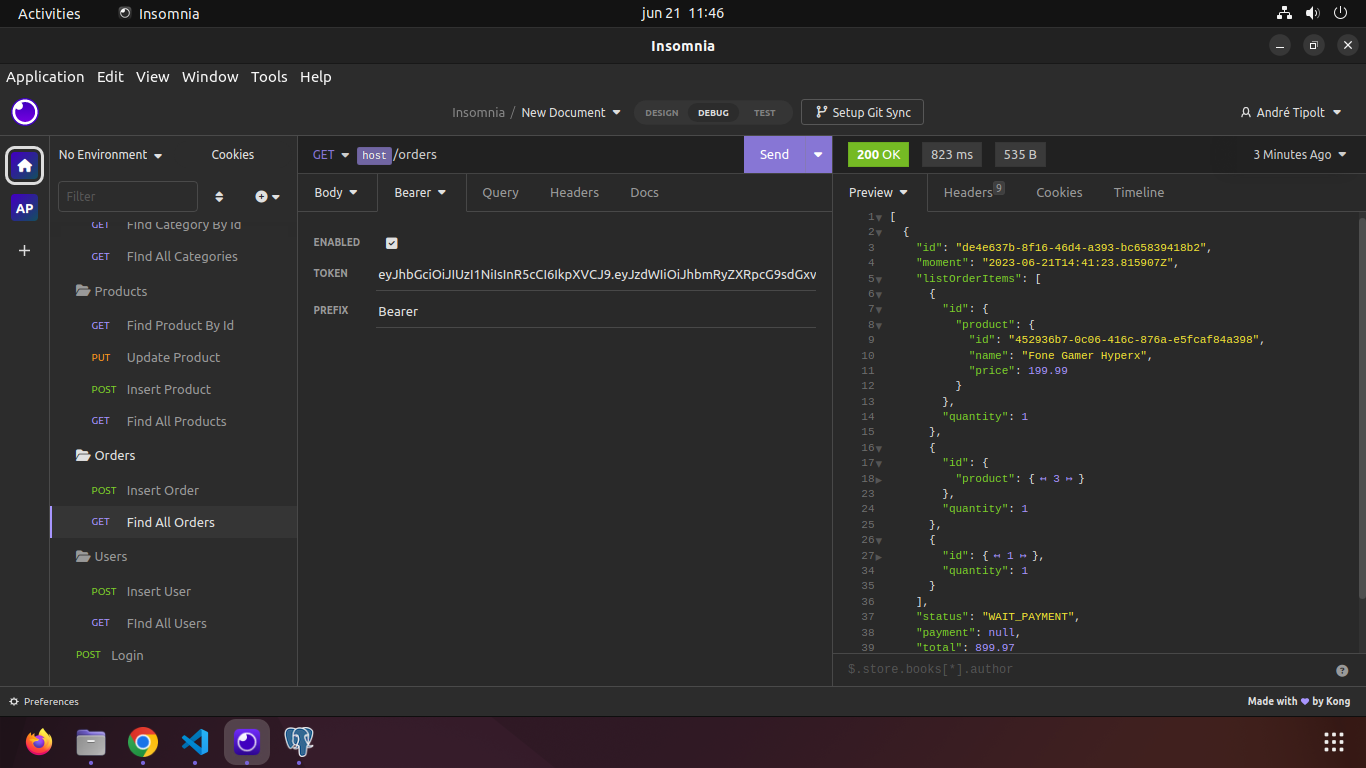 Activities Insomnia jun 21 11:46
Insomnia
Application Edit View Window Tools Help
Insomnia / New Document DESIGN DEBUG TEST Setup Git Sync André Tipolt
No Environment Cookies
Filter
GET Find Category By Id
GET FInd All Categories
Products
GET Find Product By Id
PUT Update Product
POST Insert Product
GET Find All Products
Orders
POST Insert Order
GET Find All Orders
Users
POST Insert User
GET FInd All Users
POST Login
AP
GET host /orders Send
Body Bearer Query Headers Docs
ENABLED
TOKEN eyJhbGciOiJIUzI1NiIsInR5cCI6IkpXVCJ9.eyJzdWIiOiJhbmRyZXRpcG9sdGxv
PREFIX Bearer
200 OK 823 ms 535 B 3 Minutes Ago
Preview Headers 9 Cookies Timeline
1 [
2 {
3 "id": "de4e637b-8f16-46d4-a393-bc65839418b2",
4 "moment": "2023-06-21T14:41:23.815907Z",
5 "listOrderItems": [
6 {
7 "id": {
8 "product": {
9 "id": "452936b7-0c06-416c-876a-e5fcaf84a398",
10 "name": "Fone Gamer Hyperx",
11 "price": 199.99
12 }
13 },
14 "quantity": 1
15 },
16 {
17 "id": {
18 "product": { ↤ 3 ↦ }
23 },
24 "quantity": 1
25 },
26 {
27 "id": { ↤ 1 ↦ },
34 "quantity": 1
35 }
36 ],
37 "status": "WAIT_PAYMENT",
38 "payment": null,
39 "total": 899.97
$.store.books[*].author
Preferences Made with ♥ by Kong